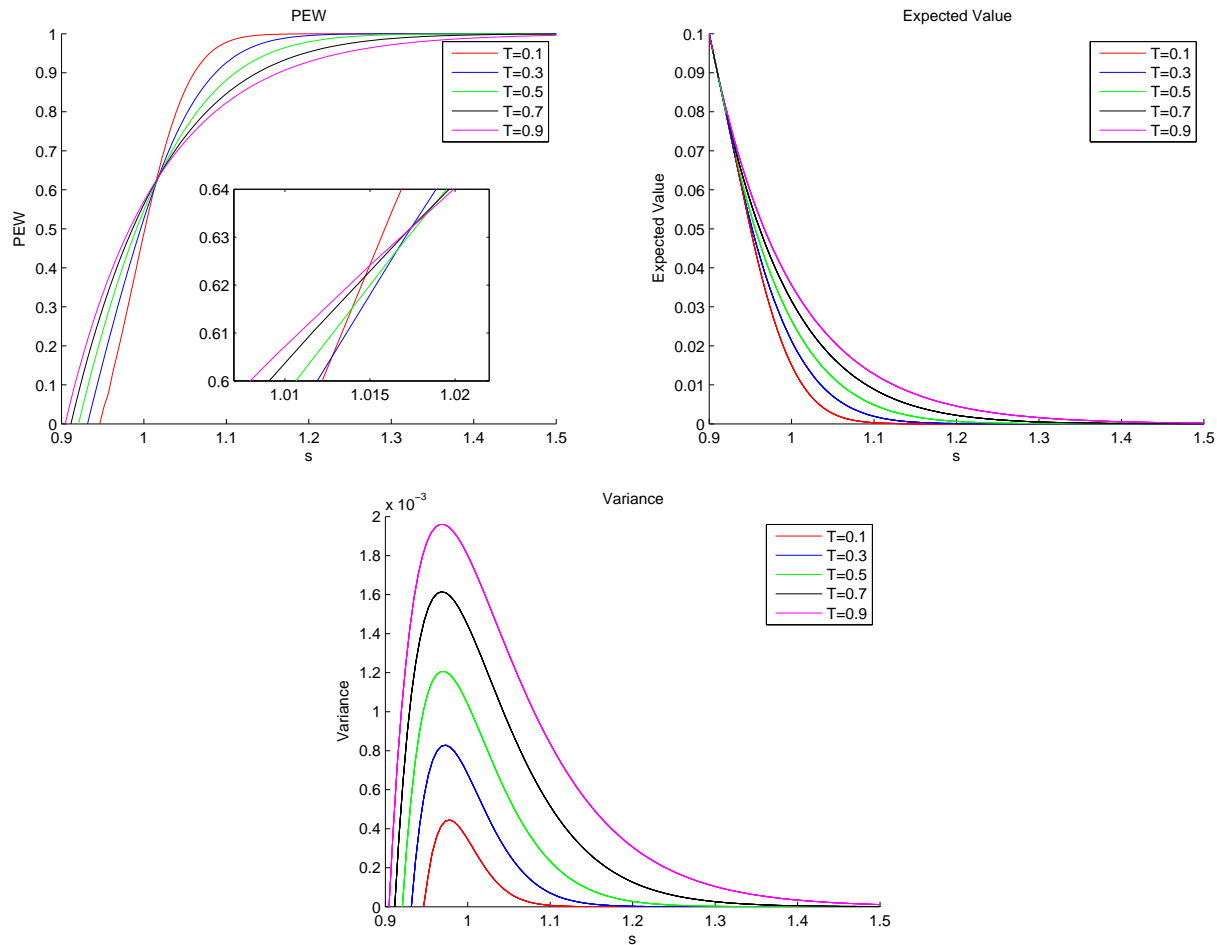 PEW
PEW
1
0.9
0.8
0.7
0.6
0.5
0.4
0.3
0.2
0.1
0
0.9
1
1.1
1.2
1.3
1.4
1.5
s
T=0.1
T=0.3
T=0.5
T=0.7
T=0.9
0.64
0.63
0.62
0.61
0.6
1.01
1.015
1.02
Expected Value
Expected Value
0.1
0.09
0.08
0.07
0.06
0.05
0.04
0.03
0.02
0.01
0
0.9
1
1.1
1.2
1.3
1.4
1.5
s
T=0.1
T=0.3
T=0.5
T=0.7
T=0.9
Variance
x 10⁻³
Variance
2
1.8
1.6
1.4
1.2
1
0.8
0.6
0.4
0.2
0
0.9
1
1.1
1.2
1.3
1.4
1.5
s
T=0.1
T=0.3
T=0.5
T=0.7
T=0.9